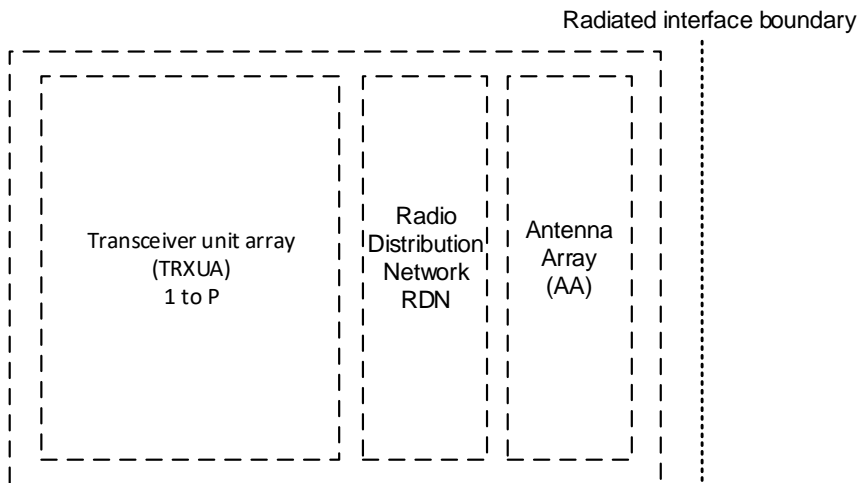 Radiated interface boundary
Transceiver unit array
(TRXUA)
1 to P
Radio
Distribution
Network
RDN
Antenna
Array
(AA)